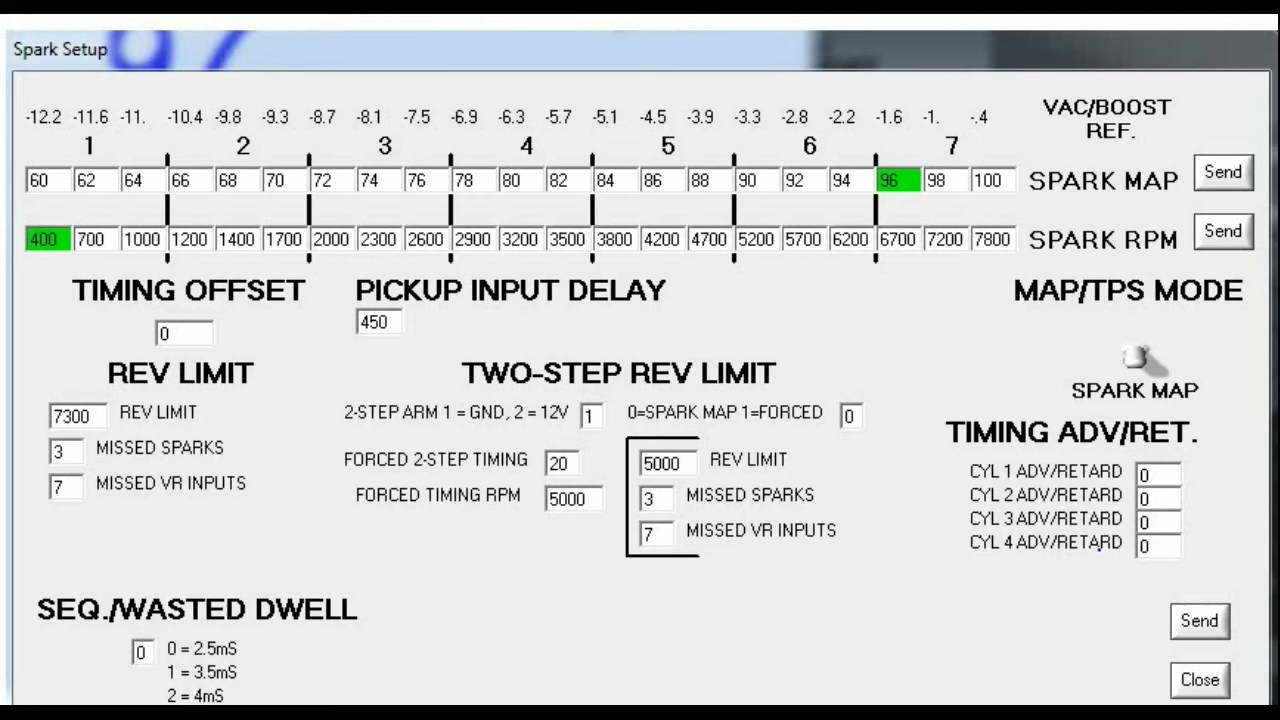 97
Spark Setup
-12.2 -11.6 -11. -10.4 -9.8 -9.3 -8.7 -8.1 -7.5 -6.9 -6.3 -5.7 -5.1 -4.5 -3.9 -3.3 -2.8 -2.2 -1.6 -1. -.4 VAC/BOOST REF.
1 2 3 4 5 6 7
60 62 64 66 68 70 72 74 76 78 80 82 84 86 88 90 92 94 96 98 100 SPARK MAP Send
400 700 1000 1200 1400 1700 2000 2300 2600 2900 3200 3500 3800 4200 4700 5200 5700 6200 6700 7200 7800 SPARK RPM Send
TIMING OFFSET PICKUP INPUT DELAY MAP/TPS MODE
0 450
SPARK MAP
REV LIMIT
7300 REV LIMIT
3 MISSED SPARKS
7 MISSED VR INPUTS
TWO-STEP REV LIMIT
2-STEP ARM 1 = GND, 2 = 12V 1 0=SPARK MAP 1=FORCED 0
FORCED 2-STEP TIMING 20 5000 REV LIMIT
FORCED TIMING RPM 5000 3 MISSED SPARKS
7 MISSED VR INPUTS
TIMING ADV/RET.
CYL 1 ADV/RETARD 0
CYL 2 ADV/RETARD 0
CYL 3 ADV/RETARD 0
CYL 4 ADV/RETARD 0
SEQ./WASTED DWELL
0 0 = 2.5mS
1 = 3.5mS
2 = 4mS
Send
Close